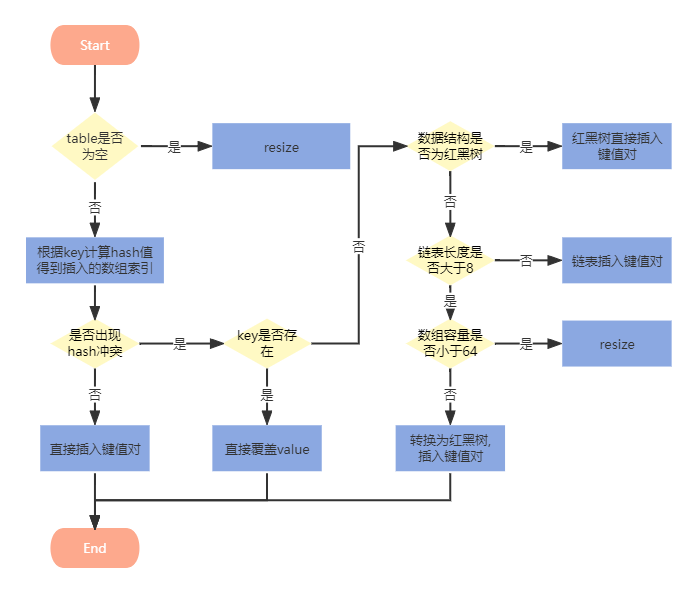 Start
table是否
为空
是
resize
否
根据key计算hash值
得到插入的数组索引
是否出现
hash冲突
是
key是否存
在
否
否
直接插入键值对
是
直接覆盖value
数据结构是
否为红黑树
是
红黑树直接插入
键值对
否
链表长度是
否大于8
否
链表插入键值对
是
数组容量是
否小于64
是
resize
否
转换为红黑树,
插入键值对
End